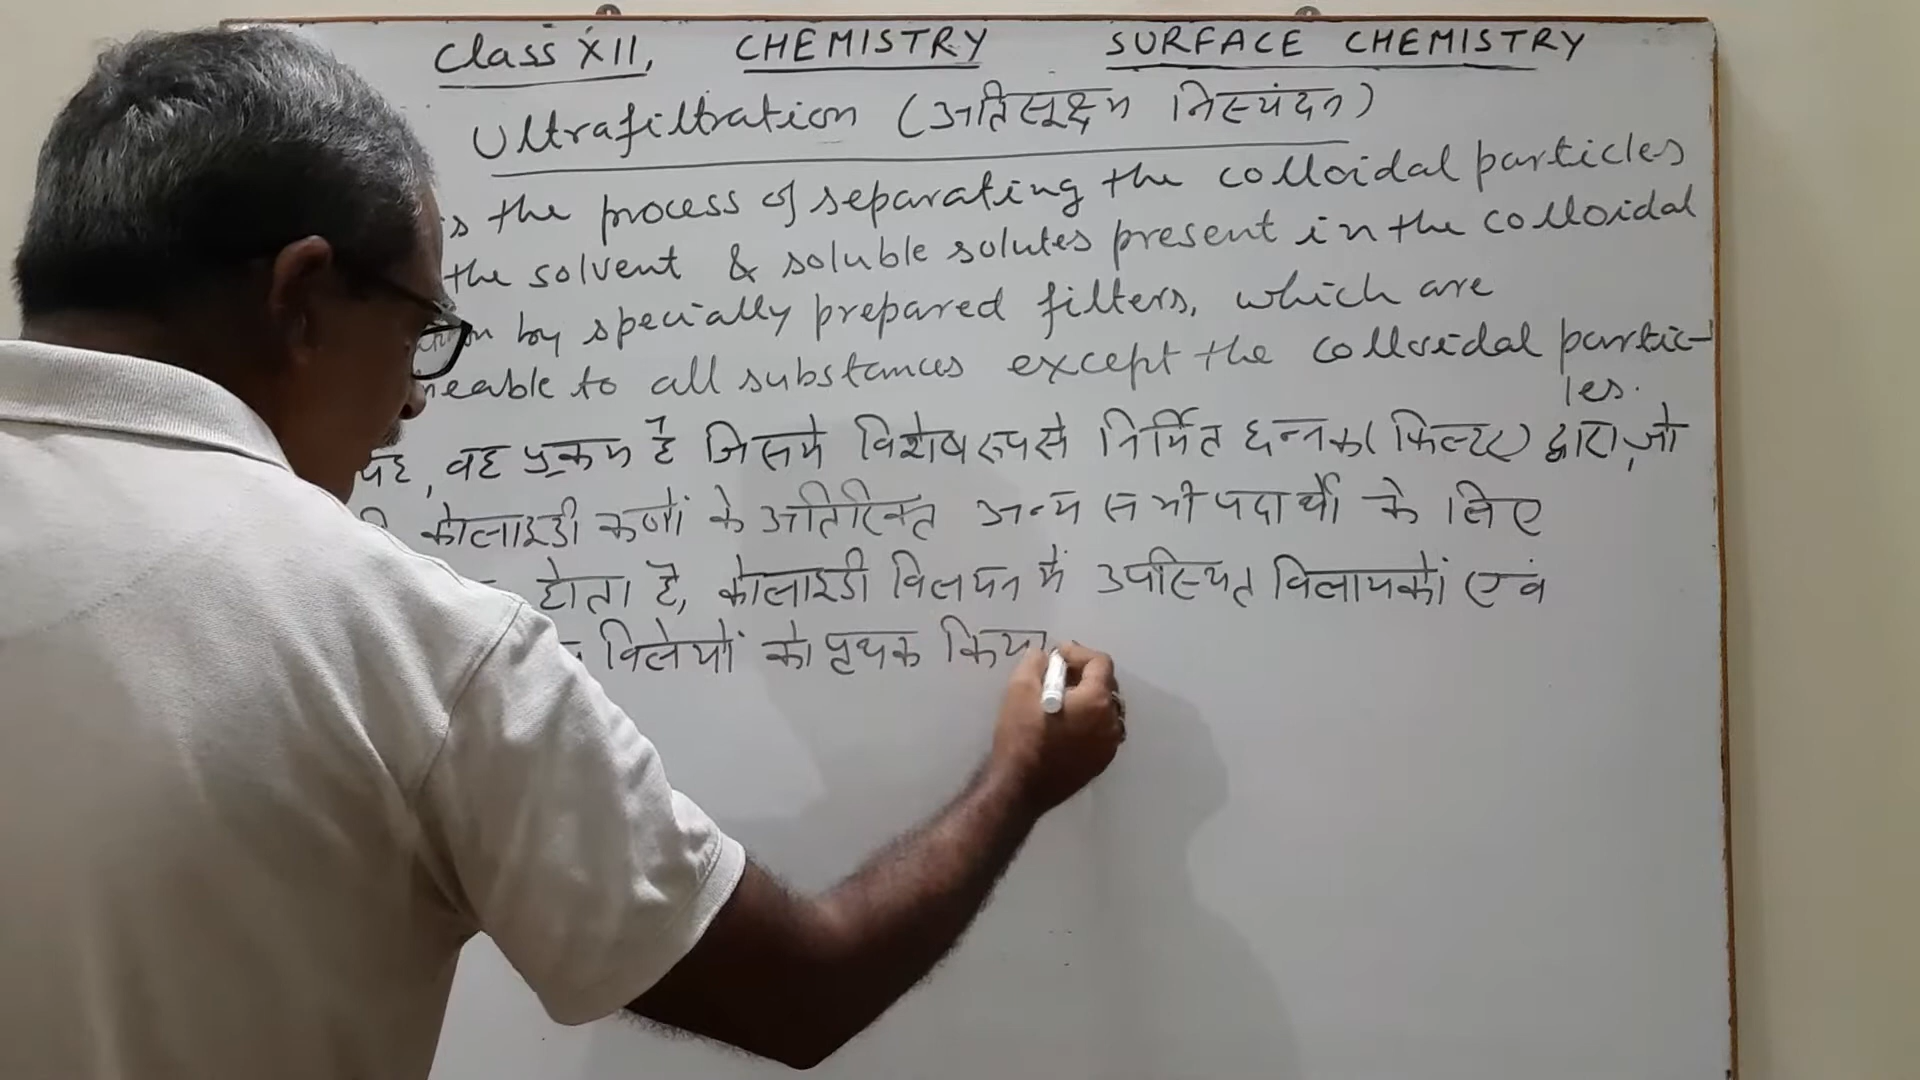 Class XII, CHEMISTRY SURFACE CHEMISTRY
Ultrafiltration (अतिसूक्ष्म निस्यंदन)
is the process of separating the colloidal particles
the solvent & soluble solutes present in the colloidal
by specially prepared filters, which are
to all substances except the colloidal partic-
les.
यह, वह प्रक्रम है जिसमें विशेष रूप से निर्मित छन्नक (फिल्टर) द्वारा, जो
कोलाइडी कणों के अतिरिक्त अन्य सभी पदार्थों के लिए
होता है, कोलाइडी विलयन में उपस्थित विलायकों एवं
विलेयों को पृथक किया